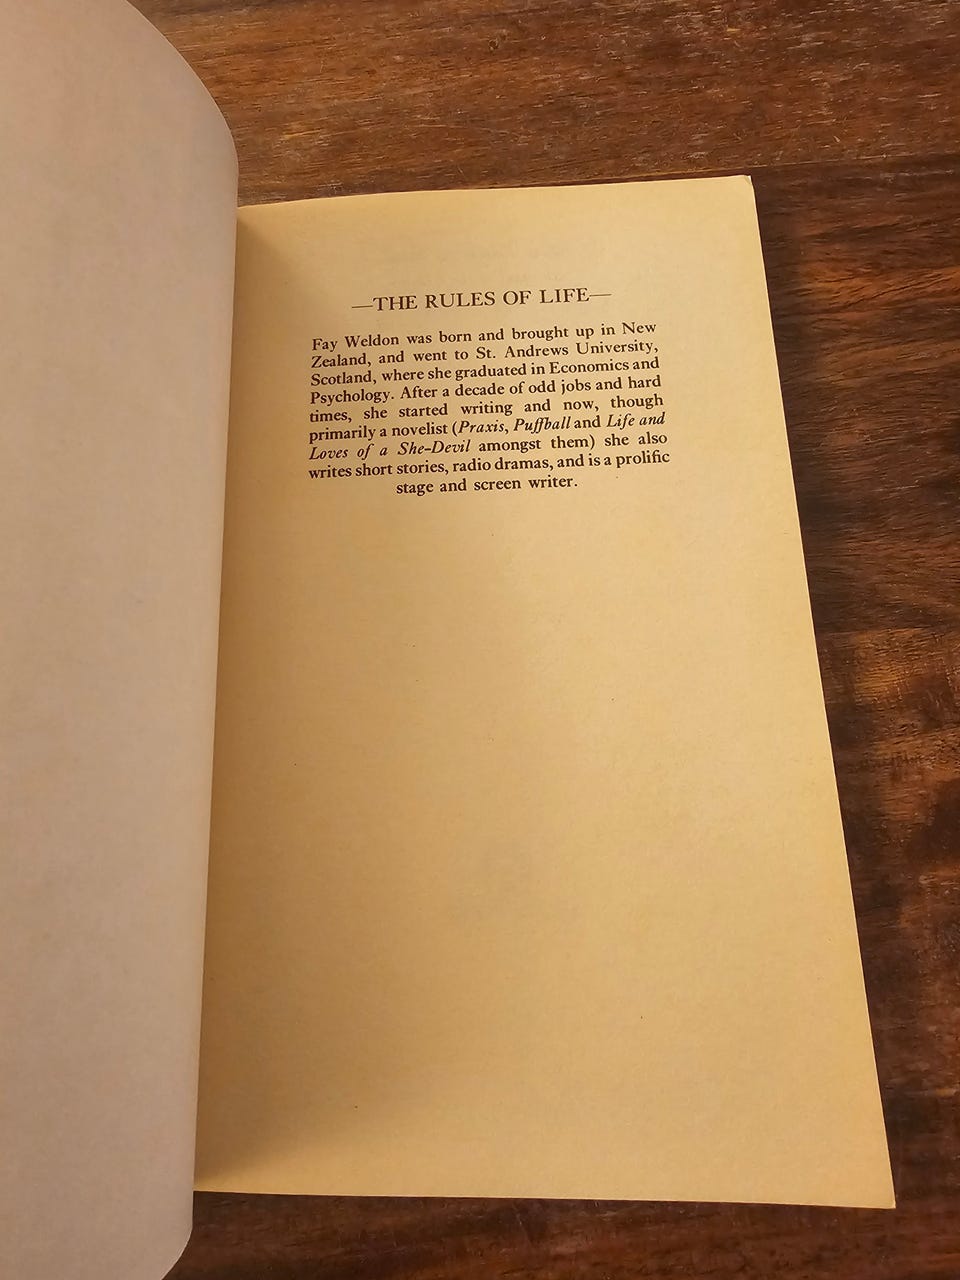 —THE RULES OF LIFE—
Fay Weldon was born and brought up in New
Zealand, and went to St. Andrews University,
Scotland, where she graduated in Economics and
Psychology. After a decade of odd jobs and hard
times, she started writing and now, though
primarily a novelist (Praxis, Puffball and Life and
Loves of a She-Devil amongst them) she also
writes short stories, radio dramas, and is a prolific
stage and screen writer.